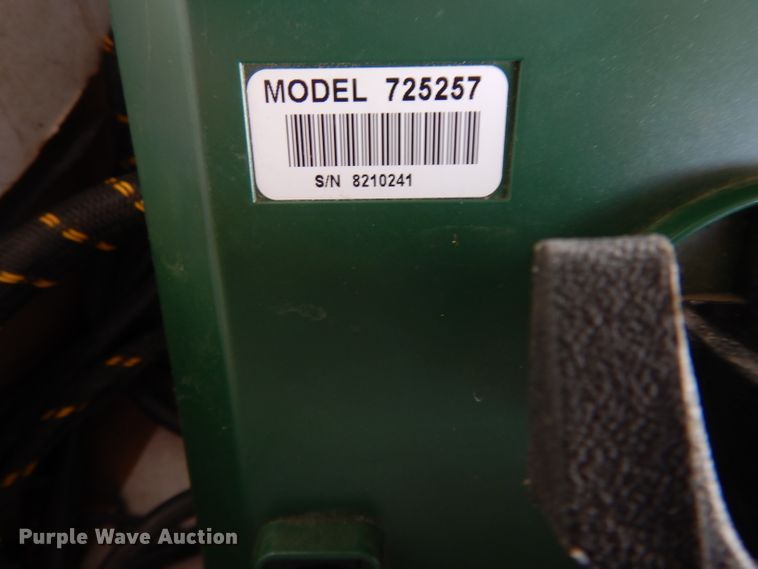 MODEL 725257
S/N 8210241
Purple Wave Auction